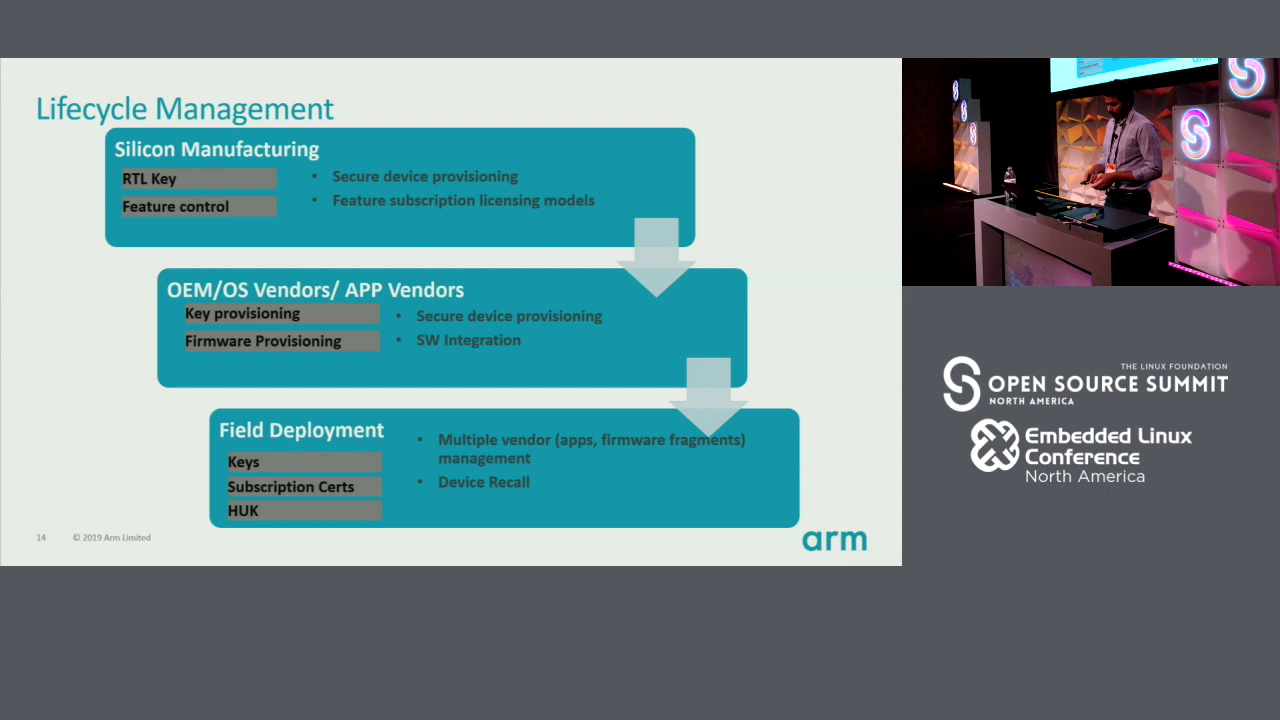 Lifecycle Management
Silicon Manufacturing
RTL Key
Feature control
• Secure device provisioning
• Feature subscription licensing models
OEM/OS Vendors/ APP Vendors
Key provisioning
Firmware Provisioning
• Secure device provisioning
• SW Integration
Field Deployment
Keys
Subscription Certs
HUK
• Multiple vendor (apps, firmware fragments)
management
• Device Recall
14 © 2019 Arm Limited
arm
THE LINUX FOUNDATION
OPEN SOURCE SUMMIT
NORTH AMERICA
Embedded Linux
Conference
North America